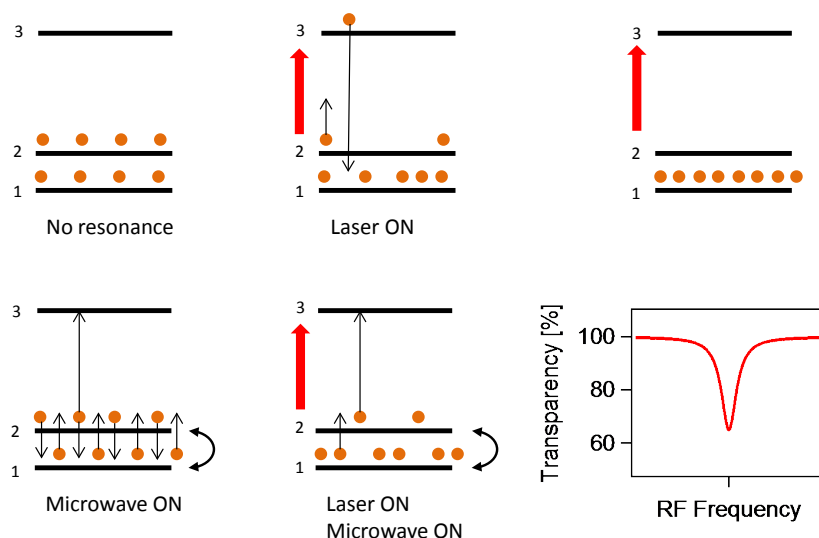 3
2
1
No resonance
3
2
1
Laser ON
3
2
1
3
2
1
Microwave ON
3
2
1
Laser ON
Microwave ON
Transparency [%]
100
80
60
RF Frequency